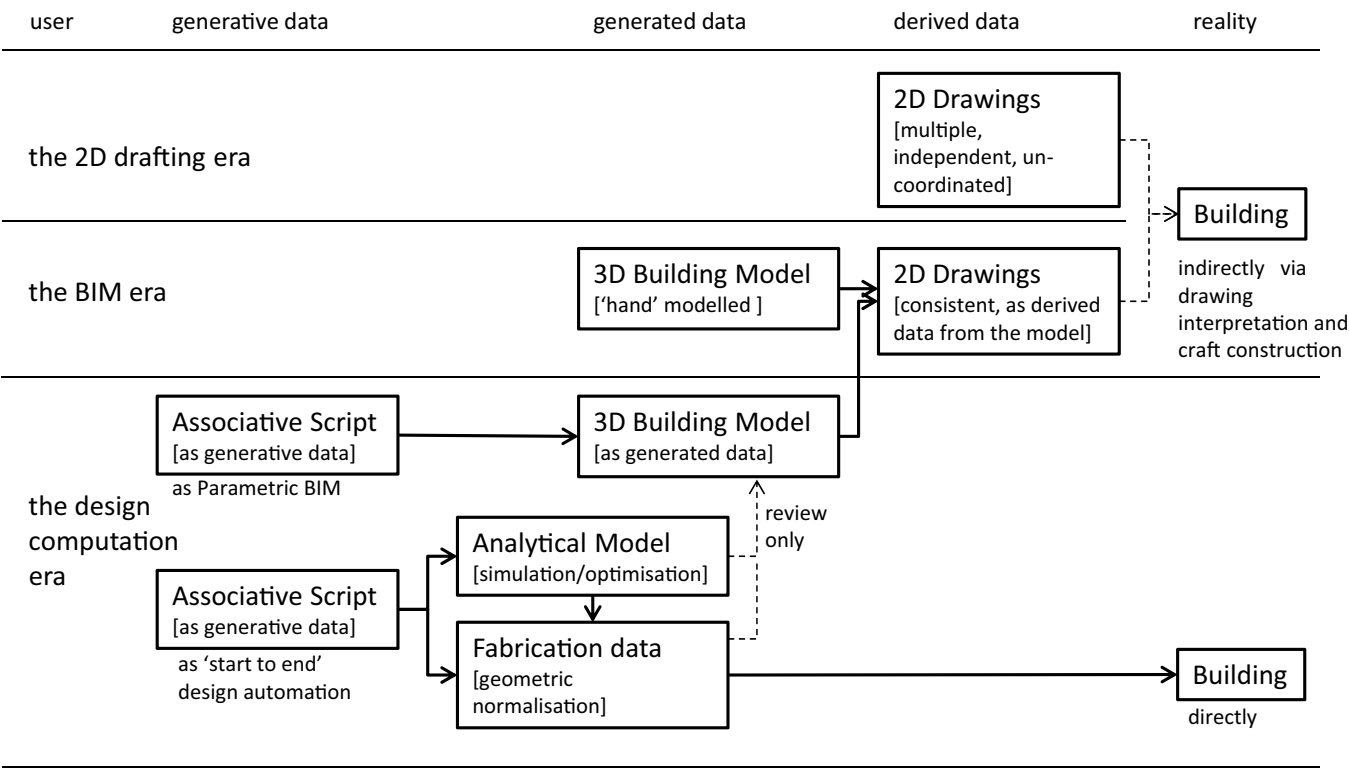 user generative data generated data derived data reality
the 2D drafting era
2D Drawings
[multiple,
independent, un-
coordinated]
Building
indirectly via
drawing
interpretation and
craft construction
the BIM era
3D Building Model
[‘hand’ modelled ]
2D Drawings
[consistent, as derived
data from the model]
the design
computation
era
Associative Script
[as generative data]
as Parametric BIM
3D Building Model
[as generated data]
review
only
Associative Script
[as generative data]
as ‘start to end’
design automation
Analytical Model
[simulation/optimisation]
Fabrication data
[geometric
normalisation]
Building
directly